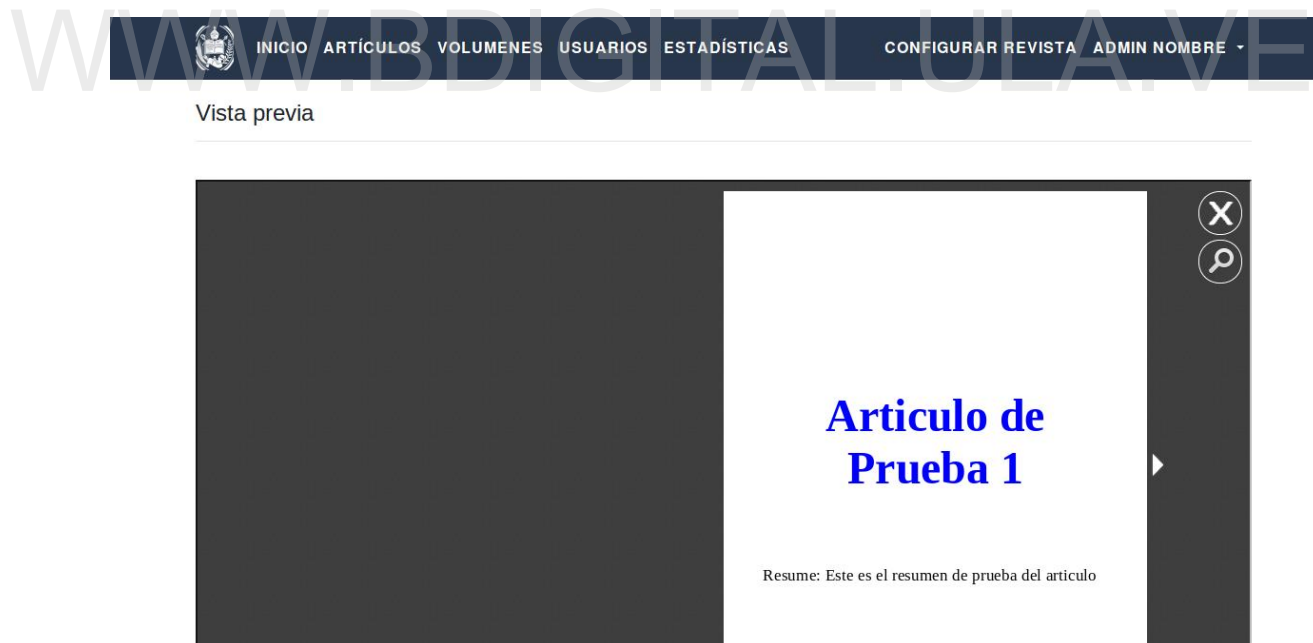 WWW.BDIGITAL.ULA.VE
INICIO ARTÍCULOS VOLUMENES USUARIOS ESTADÍSTICAS CONFIGURAR REVISTA ADMIN NOMBRE
Vista previa
Articulo de
Prueba 1
Resume: Este es el resumen de prueba del articulo